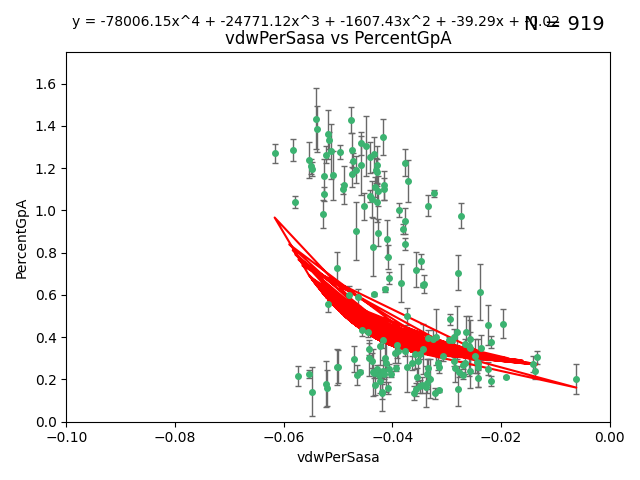 y = -78006.15x^4 + -24771.12x^3 + -1607.43x^2 + -39.29x +
N = 919
vdwPerSasa vs PercentGpA
PercentGpA
1.6
1.4
1.2
1.0
0.8
0.6
0.4
0.2
0.0
-0.10 -0.08 -0.06 -0.04 -0.02 0.00
vdwPerSasa